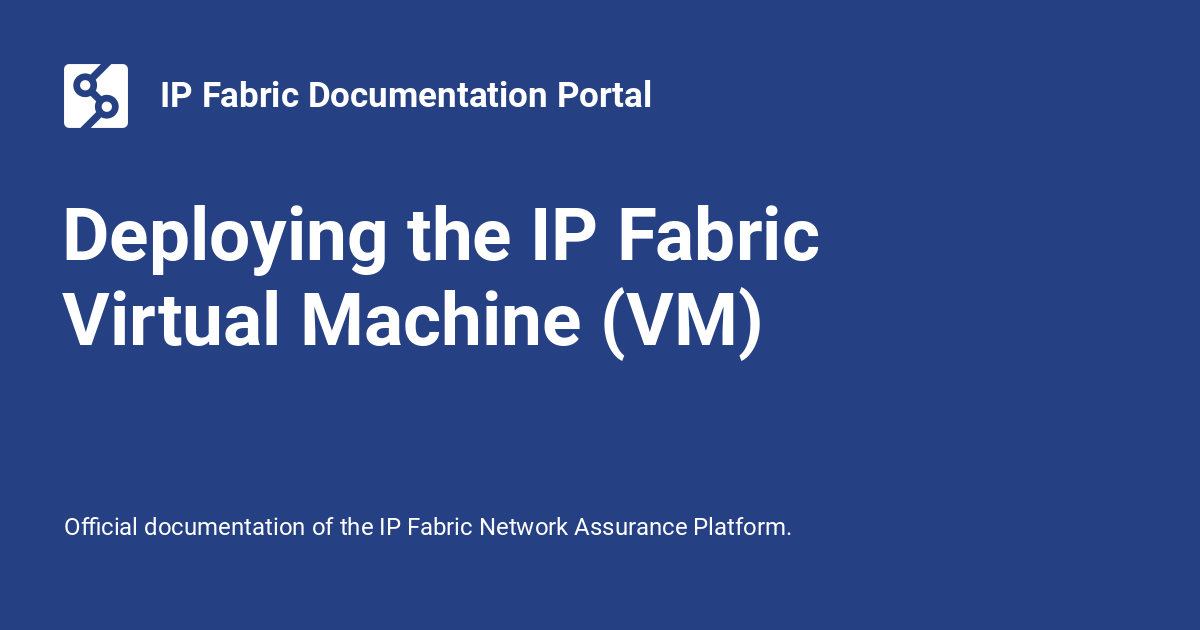 IP Fabric Documentation Portal
Deploying the IP Fabric
Virtual Machine (VM)
Official documentation of the IP Fabric Network Assurance Platform.